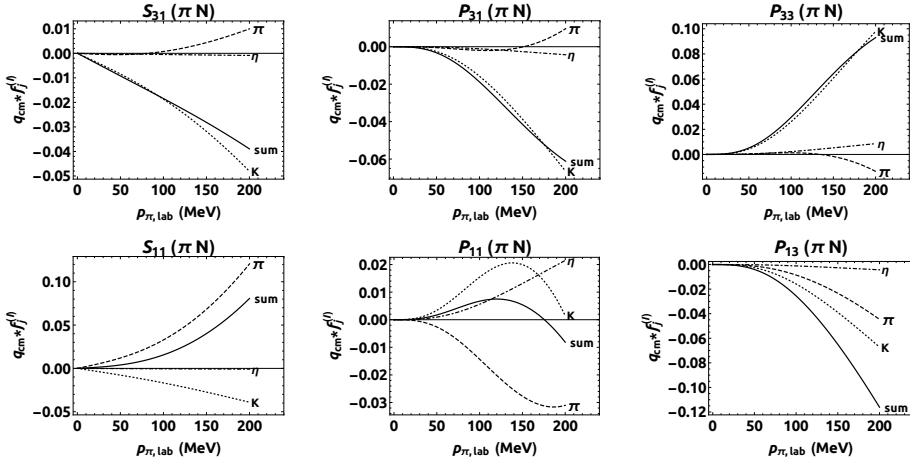 S₃₁ (π N)
0.01
0.00
−0.01
−0.02
−0.03
−0.04
−0.05
q_cm*f_j^(I)
π
η
sum
K
0 50 100 150 200
p_π,lab (MeV)
P₃₁ (π N)
0.00
−0.02
−0.04
−0.06
q_cm*f_j^(I)
π
η
sum
K
0 50 100 150 200
p_π,lab (MeV)
P₃₃ (π N)
0.10
0.08
0.06
0.04
0.02
0.00
q_cm*f_j^(I)
K
sum
η
π
0 50 100 150 200
p_π,lab (MeV)
S₁₁ (π N)
0.10
0.05
0.00
−0.05
q_cm*f_j^(I)
π
sum
η
K
0 50 100 150 200
p_π,lab (MeV)
P₁₁ (π N)
0.02
0.01
0.00
−0.01
−0.02
−0.03
q_cm*f_j^(I)
η
K
sum
π
0 50 100 150 200
p_π,lab (MeV)
P₁₃ (π N)
0.00
−0.02
−0.04
−0.06
−0.08
−0.10
−0.12
q_cm*f_j^(I)
η
π
K
sum
0 50 100 150 200
p_π,lab (MeV)